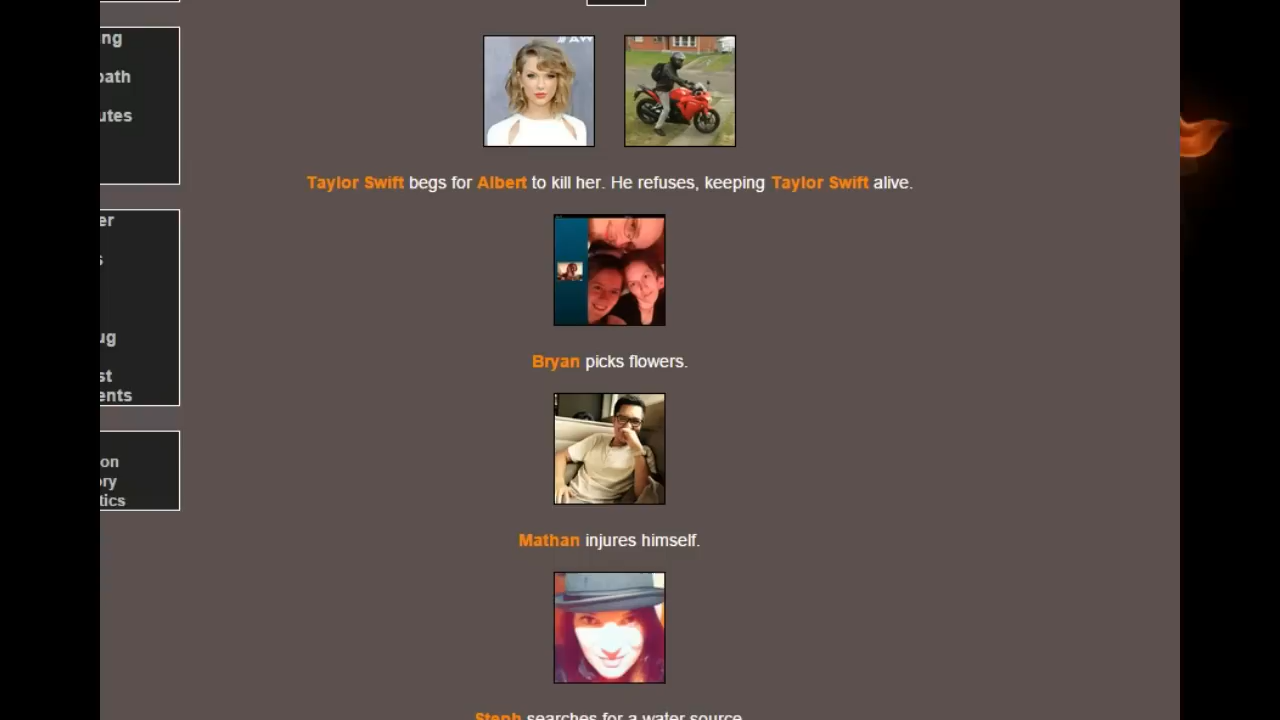 ng
path
utes
er
s
ug
st
ents
on
ory
tics
Taylor Swift begs for Albert to kill her. He refuses, keeping Taylor Swift alive.
Bryan picks flowers.
Mathan injures himself.
Steph searches for a water source.